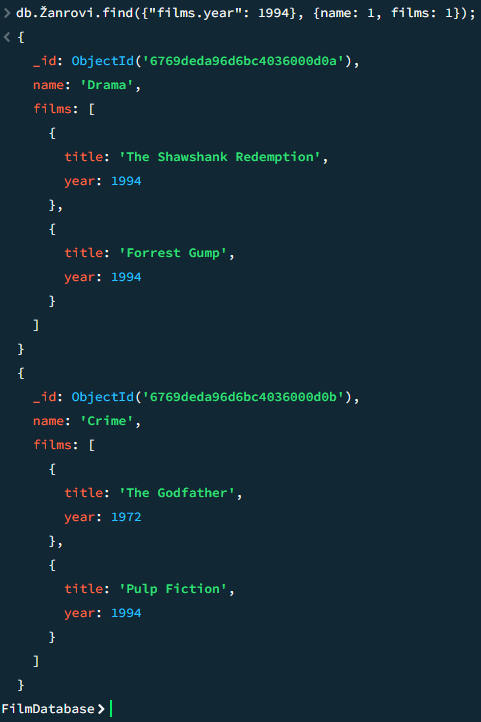 > db.Žanrovi.find({"films.year": 1994}, {name: 1, films: 1});
< {
    _id: ObjectId('6769deda96d6bc4036000d0a'),
    name: 'Drama',
    films: [
      {
        title: 'The Shawshank Redemption',
        year: 1994
      },
      {
        title: 'Forrest Gump',
        year: 1994
      }
    ]
  }
  {
    _id: ObjectId('6769deda96d6bc4036000d0b'),
    name: 'Crime',
    films: [
      {
        title: 'The Godfather',
        year: 1972
      },
      {
        title: 'Pulp Fiction',
        year: 1994
      }
    ]
  }
FilmDatabase>